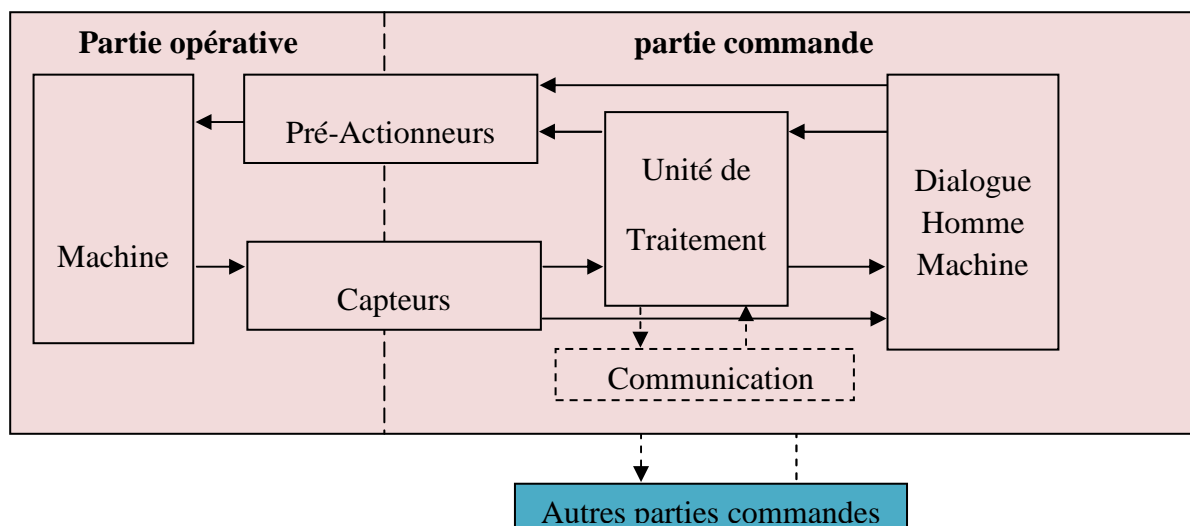 Partie opérative
partie commande
Pré-Actionneurs
Unité de
Traitement
Dialogue
Homme
Machine
Machine
Capteurs
Communication
Autres parties commandes